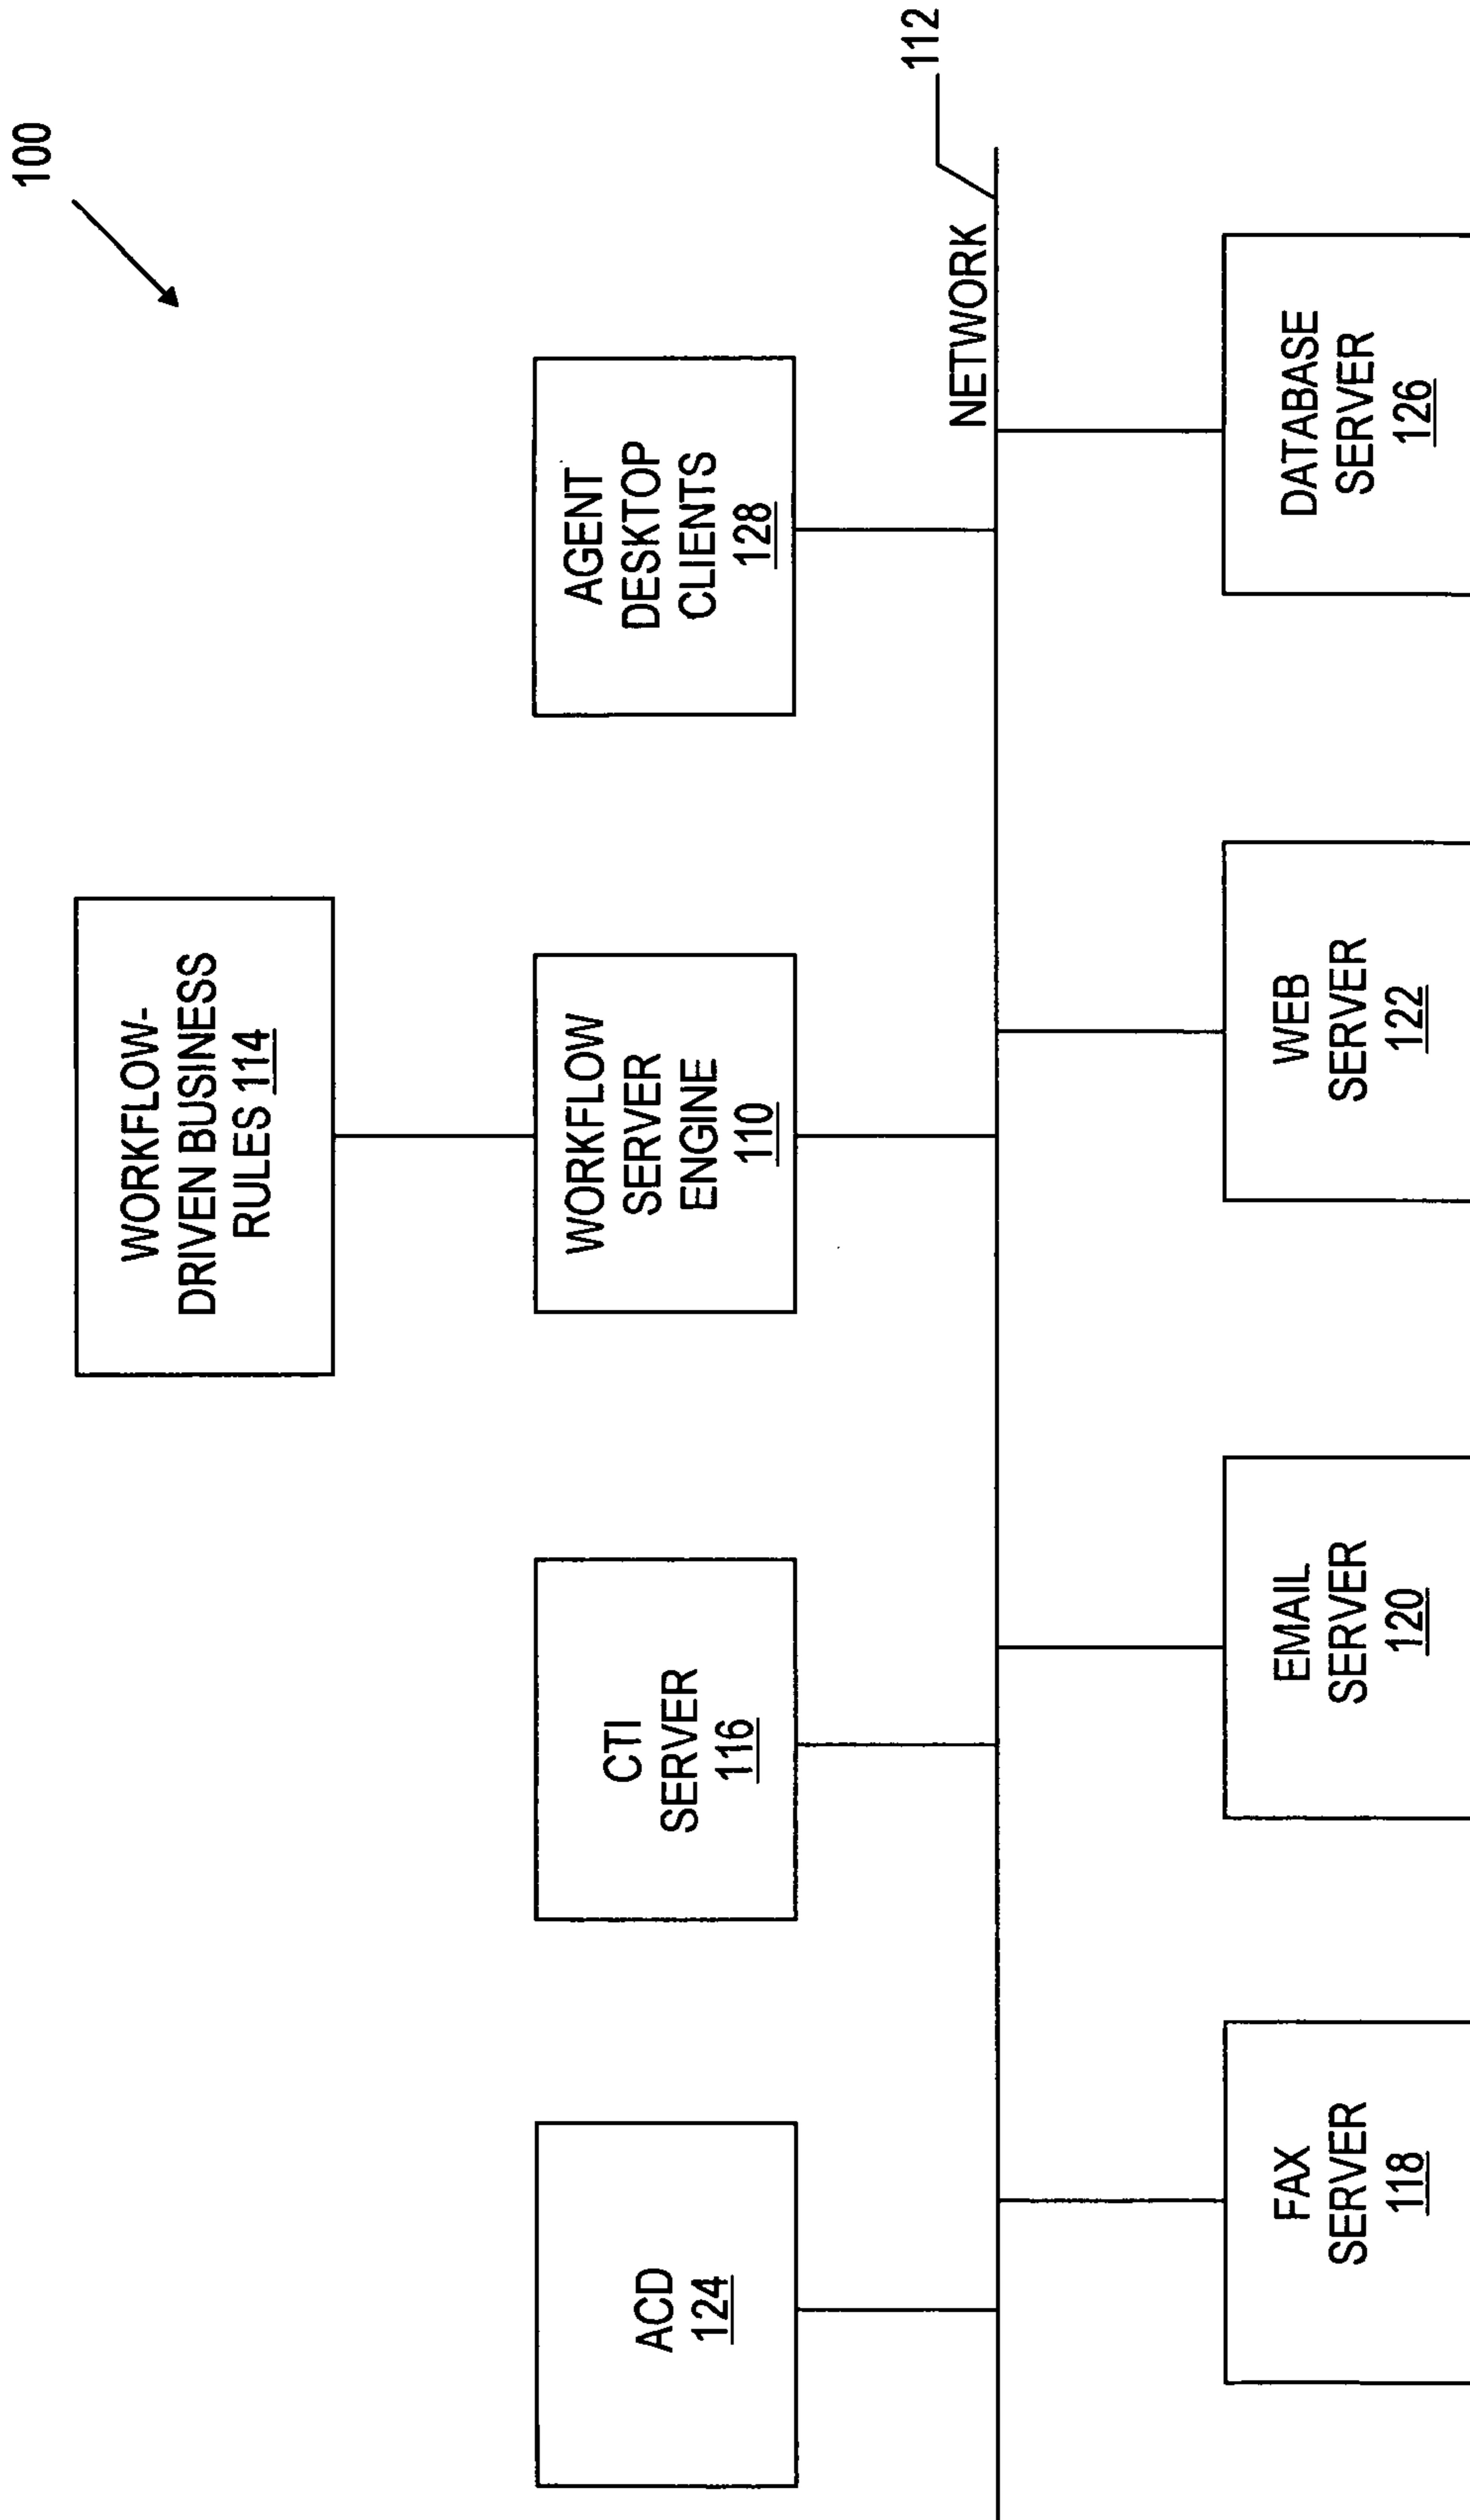 100
WORKFLOW-
DRIVEN BUSINESS
RULES 114
ACD
124
CTI
SERVER
116
WORKFLOW
SERVER
ENGINE
110
AGENT
DESKTOP
CLIENTS
128
112
NETWORK
FAX
SERVER
118
EMAIL
SERVER
120
WEB
SERVER
122
DATABASE
SERVER
126